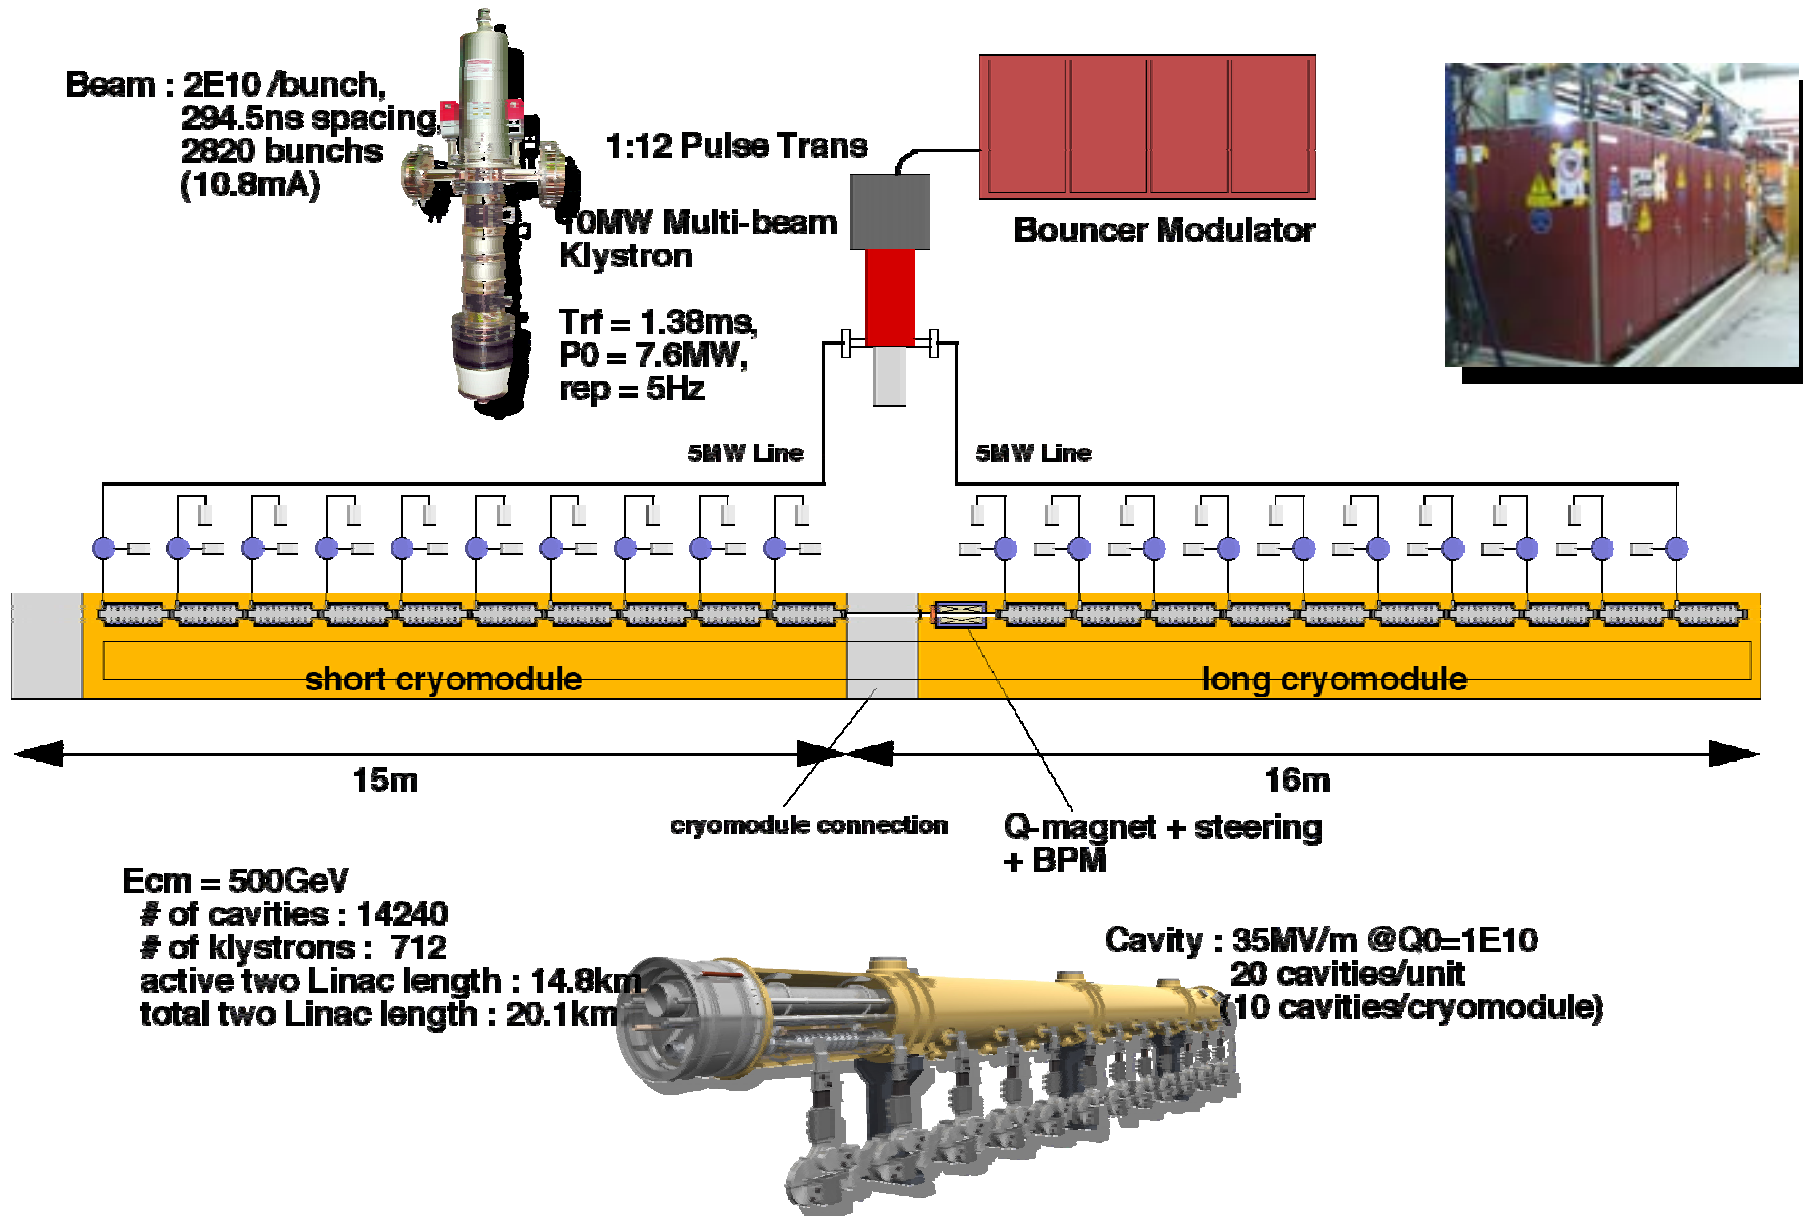 Beam : 2E10 /bunch,
294.5ns spacing,
2820 bunchs
(10.8mA)
1:12 Pulse Trans
10MW Multi-beam
Klystron
Bouncer Modulator
Trf = 1.38ms,
P0 = 7.6MW,
rep = 5Hz
5MW Line
5MW Line
short cryomodule
long cryomodule
15m
16m
cryomodule connection
Q-magnet + steering
+ BPM
Ecm = 500GeV
# of cavities : 14240
# of klystrons : 712
active two Linac length : 14.8km
total two Linac length : 20.1km
Cavity : 35MV/m @Q0=1E10
20 cavities/unit
(10 cavities/cryomodule)